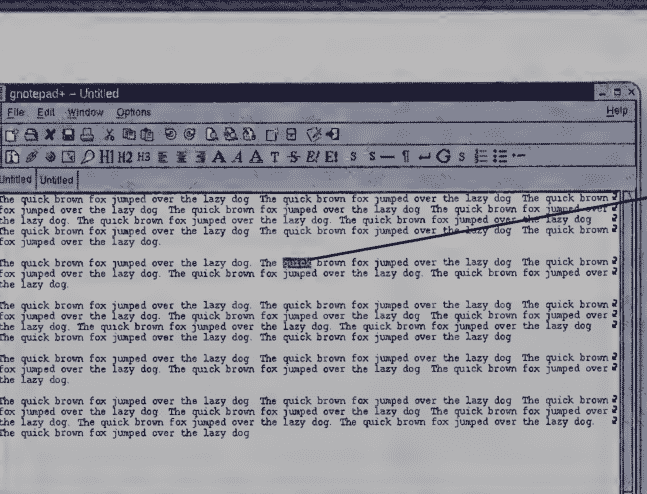 gnotepad+ – Untitled
File Edit Window Options Help
H1 H2 H3 A A A T S B! E! S S — ¶ G S
Untitled Untitled
The quick brown fox jumped over the lazy dog The quick brown fox jumped over the lazy dog The quick brown
fox jumped over the lazy dog The quick brown fox jumped over the lazy dog The quick brown fox jumped over
the lazy dog The quick brown fox jumped over the lazy dog. The quick brown fox jumped over the lazy dog
The quick brown fox jumped over the lazy dog The quick brown fox jumped over the lazy dog The quick brown
fox jumped over the lazy dog.
The quick brown fox jumped over the lazy dog. The quick brown fox jumped over the lazy dog The quick brown
fox jumped over the lazy dog. The quick brown fox jumped over the lazy dog. The quick brown fox jumped over
the lazy dog.
The quick brown fox jumped over the lazy dog The quick brown fox jumped over the lazy dog The quick brown
fox jumped over the lazy dog. The quick brown fox jumped over the lazy dog The quick brown fox jumped over
the lazy dog. The quick brown fox jumped over the lazy dog. The quick brown fox jumped over the lazy dog
The quick brown fox jumped over the lazy dog. The quick brown fox jumped over the lazy dog
The quick brown fox jumped over the lazy dog The quick brown fox jumped over the lazy dog The quick brown
fox jumped over the lazy dog. The quick brown fox jumped over the lazy dog. The quick brown fox jumped over
the lazy dog.
The quick brown fox jumped over the lazy dog The quick brown fox jumped over the lazy dog The quick brown
fox jumped over the lazy dog The quick brown fox jumped over the lazy dog The quick brown fox jumped over
the lazy dog. The quick brown fox jumped over the lazy dog. The quick brown fox jumped over the lazy dog.
The quick brown fox jumped over the lazy dog